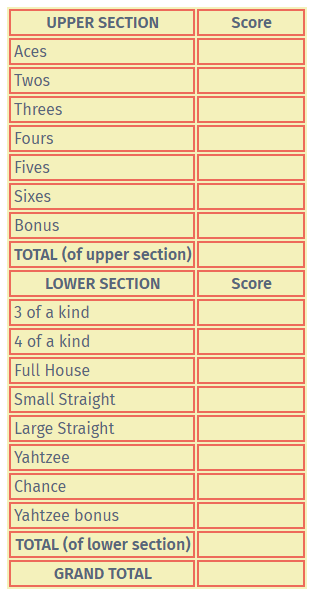 UPPER SECTION Score
Aces
Twos
Threes
Fours
Fives
Sixes
Bonus
TOTAL (of upper section)
LOWER SECTION Score
3 of a kind
4 of a kind
Full House
Small Straight
Large Straight
Yahtzee
Chance
Yahtzee bonus
TOTAL (of lower section)
GRAND TOTAL